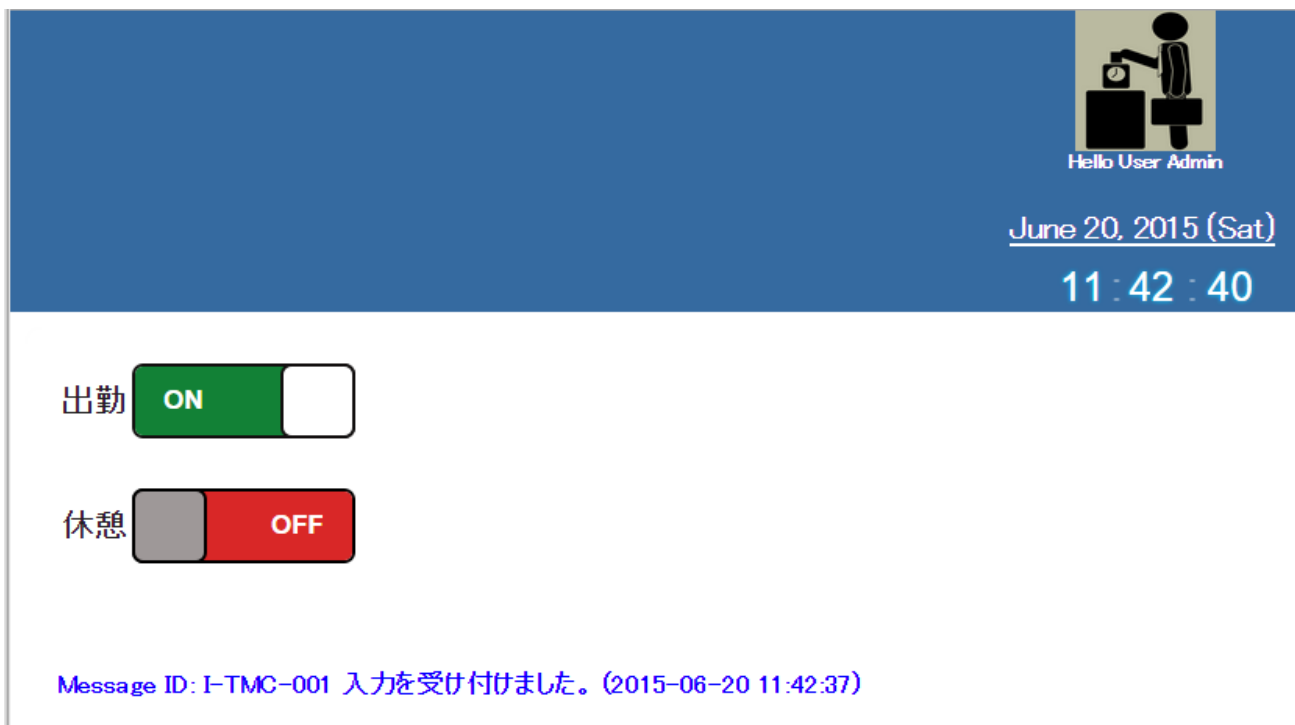 Hello User Admin
June 20, 2015 (Sat)
11 : 42 : 40
出勤 ON
休憩 OFF
Message ID: I-TMC-001 入力を受け付けました。(2015-06-20 11:42:37)